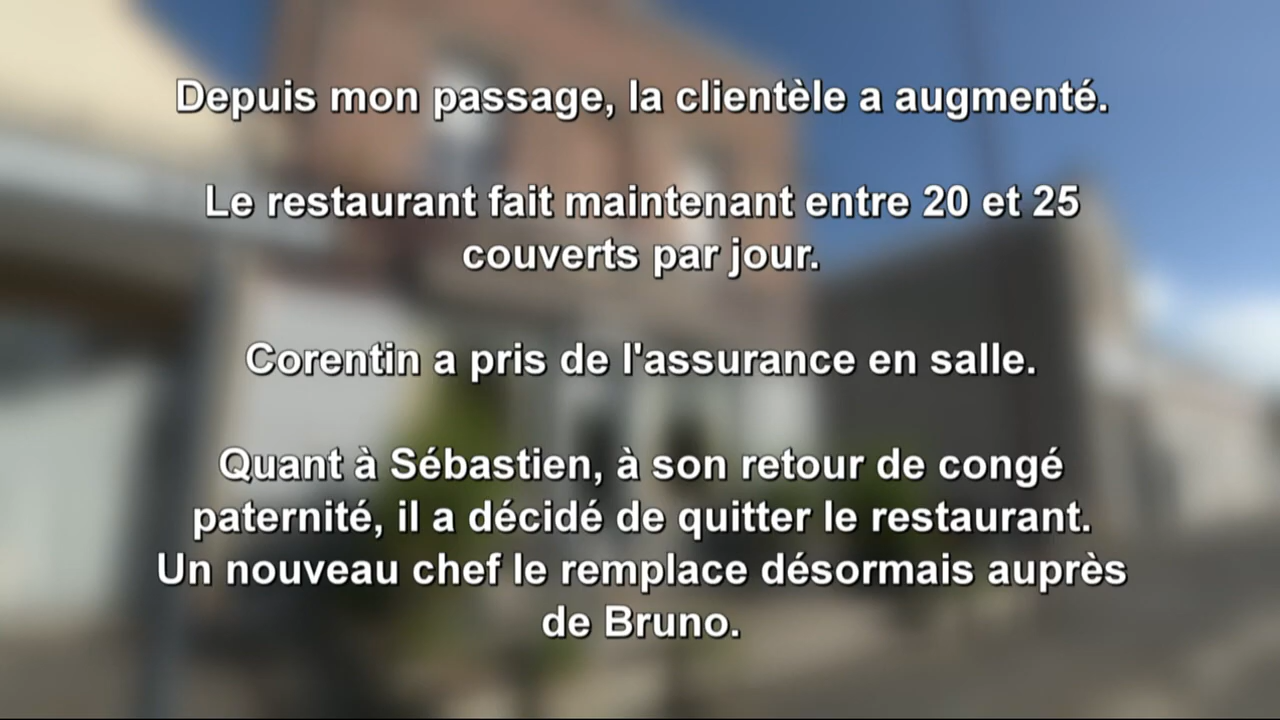 Depuis mon passage, la clientèle a augmenté.
Le restaurant fait maintenant entre 20 et 25
couverts par jour.
Corentin a pris de l'assurance en salle.
Quant à Sébastien, à son retour de congé
paternité, il a décidé de quitter le restaurant.
Un nouveau chef le remplace désormais auprès
de Bruno.